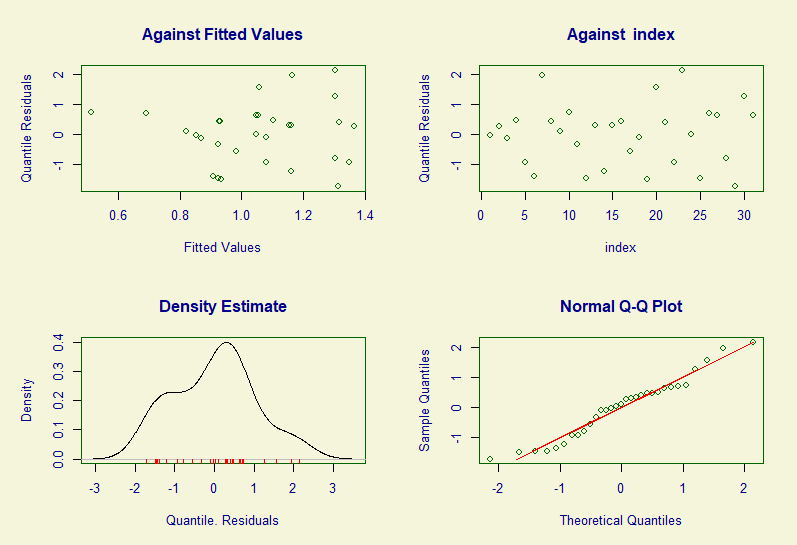 Against Fitted Values
Quantile Residuals
-1 0 1 2
0.6 0.8 1.0 1.2 1.4
Fitted Values
Against index
Quantile Residuals
-1 0 1 2
0 5 10 15 20 25 30
index
Density Estimate
Density
0.0 0.1 0.2 0.3 0.4
-3 -2 -1 0 1 2 3
Quantile. Residuals
Normal Q-Q Plot
Sample Quantiles
-1 0 1 2
-2 -1 0 1 2
Theoretical Quantiles